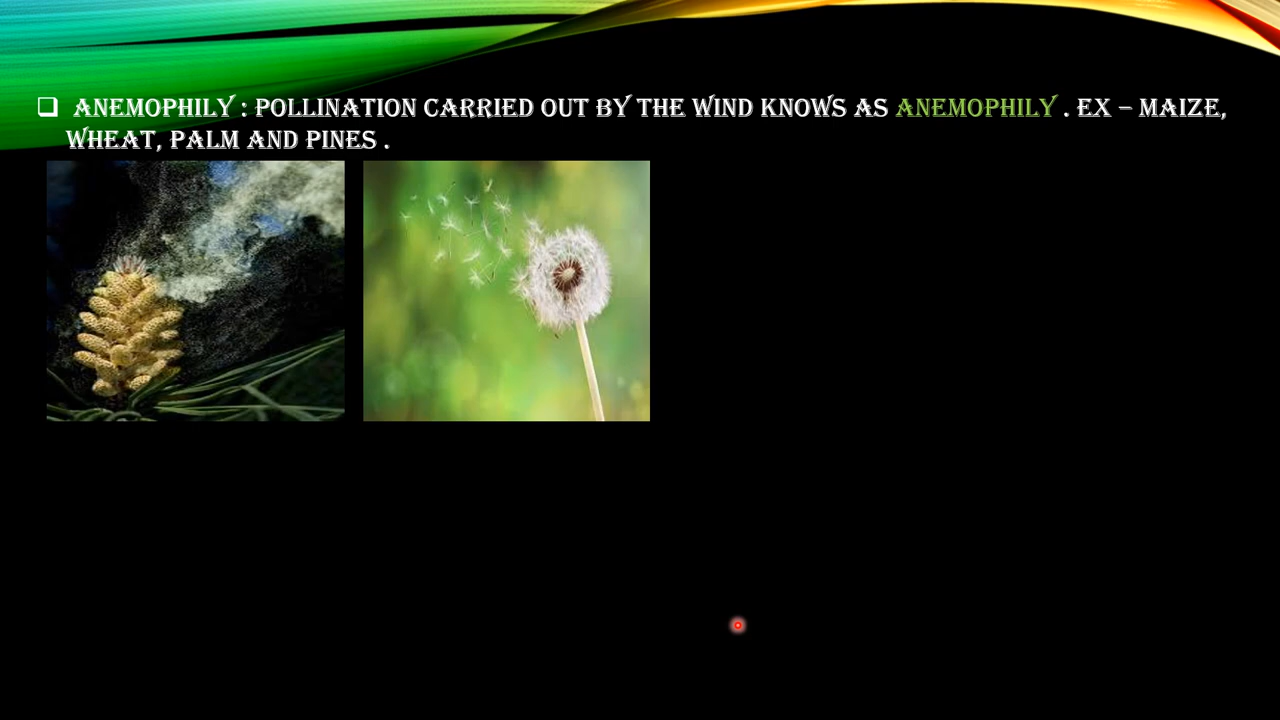 ❑ ANEMOPHILY : POLLINATION CARRIED OUT BY THE WIND KNOWS AS ANEMOPHILY . EX – MAIZE,
WHEAT, PALM AND PINES .